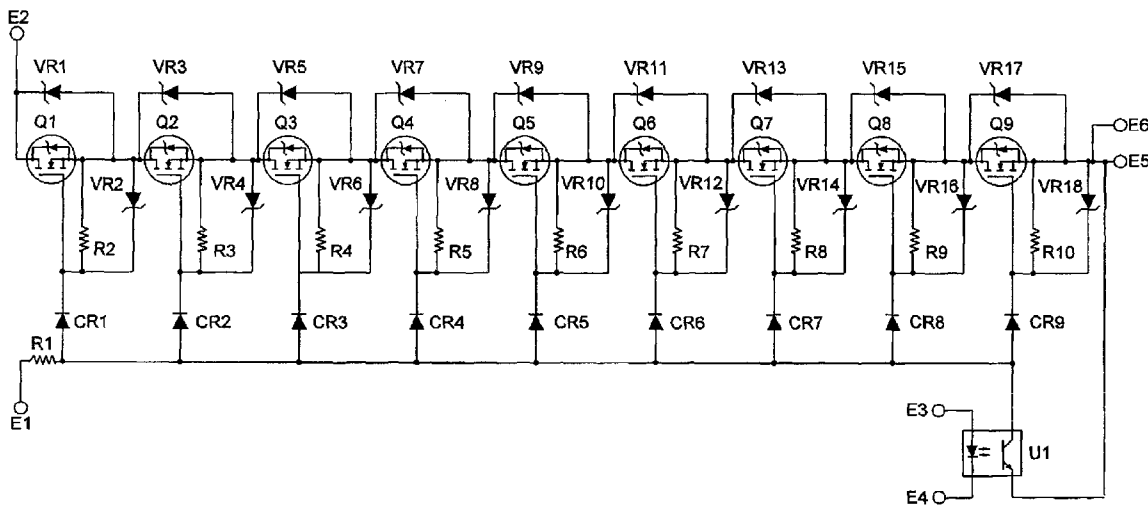 E2
VR1 VR3 VR5 VR7 VR9 VR11 VR13 VR15 VR17
Q1 Q2 Q3 Q4 Q5 Q6 Q7 Q8 Q9
E6
E5
VR2 VR4 VR6 VR8 VR10 VR12 VR14 VR16 VR18
R2 R3 R4 R5 R6 R7 R8 R9 R10
CR1 CR2 CR3 CR4 CR5 CR6 CR7 CR8 CR9
R1
E1
E3
U1
E4